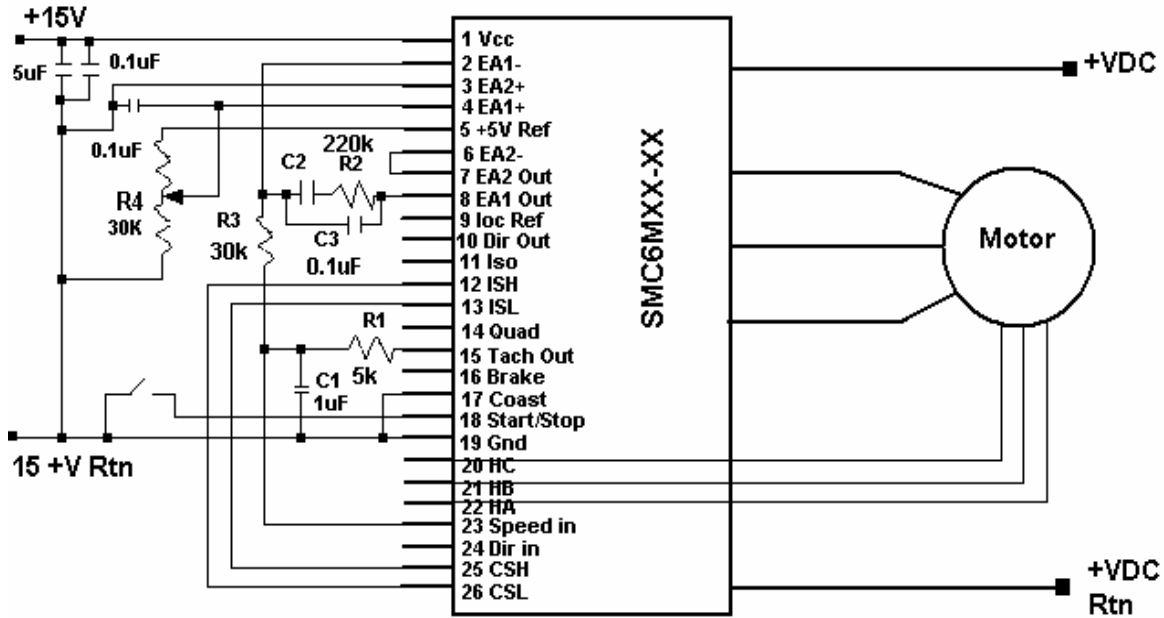 +15V
5uF
0.1uF
0.1uF
R4
30K
15 +V Rtn
220k
C2
R2
C3
0.1uF
R3
30k
R1
5k
C1
1uF
1 Vcc
2 EA1-
3 EA2+
4 EA1+
5 +5V Ref
6 EA2-
7 EA2 Out
8 EA1 Out
9 Ioc Ref
10 Dir Out
11 Iso
12 ISH
13 ISL
14 Quad
15 Tach Out
16 Brake
17 Coast
18 Start/Stop
19 Gnd
20 HC
21 HB
22 HA
23 Speed in
24 Dir in
25 CSH
26 CSL
SMC6MXX-XX
+VDC
Motor
+VDC
Rtn